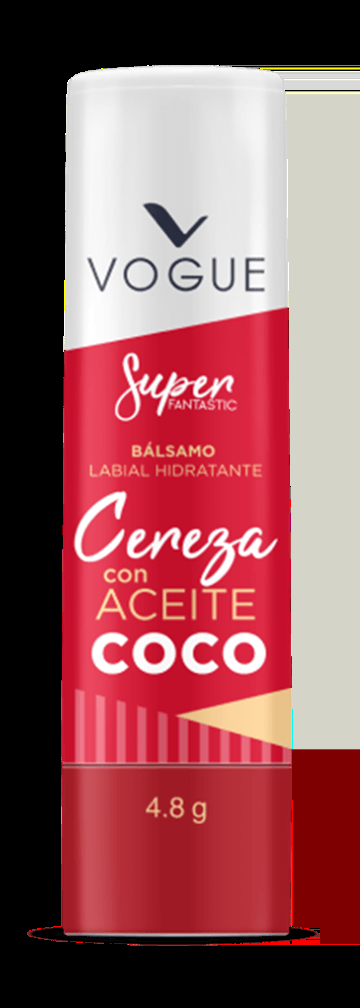 VOGUE
Super
FANTASTIC
BÁLSAMO
LABIAL HIDRATANTE
Cereza
con
ACEITE
COCO
4.8 g